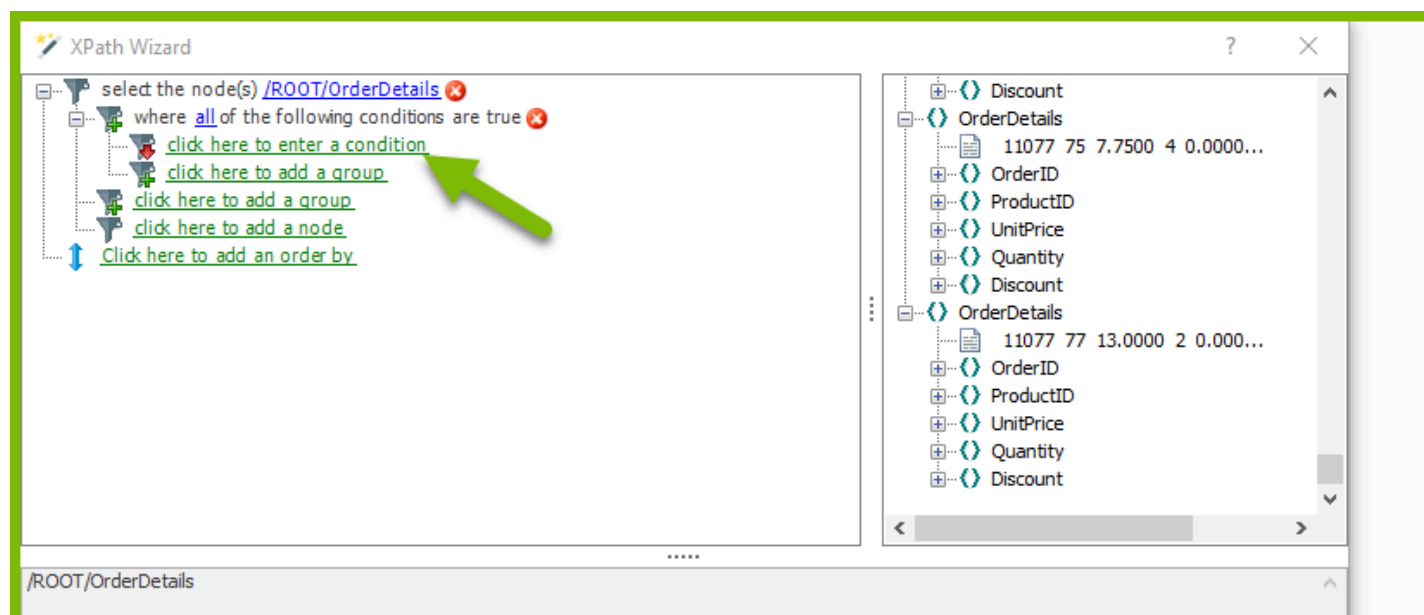 XPath Wizard
?
select the node(s) /ROOT/OrderDetails
where all of the following conditions are true
click here to enter a condition
click here to add a group
click here to add a group
click here to add a node
Click here to add an order by
Discount
OrderDetails
11077 75 7.7500 4 0.0000...
OrderID
ProductID
UnitPrice
Quantity
Discount
OrderDetails
11077 77 13.0000 2 0.000...
OrderID
ProductID
UnitPrice
Quantity
Discount
/ROOT/OrderDetails